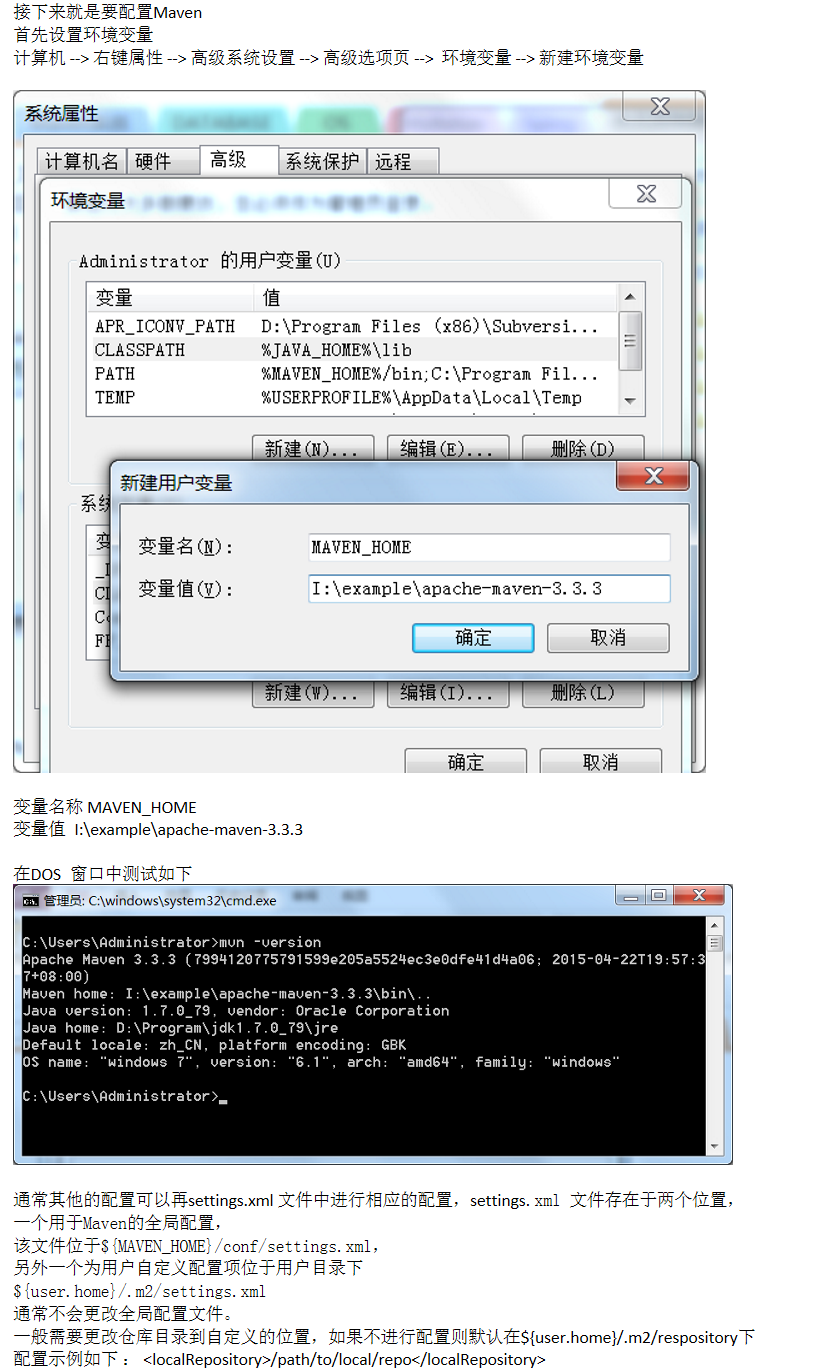 接下来就是要配置Maven
首先设置环境变量
计算机 --> 右键属性 --> 高级系统设置 --> 高级选项页 --> 环境变量 --> 新建环境变量
系统属性
计算机名 硬件 高级 系统保护 远程
环境变量
Administrator 的用户变量(U)
变量 值
APR_ICONV_PATH D:\Program Files (x86)\Subversi...
CLASSPATH %JAVA_HOME%\lib
PATH %MAVEN_HOME%/bin;C:\Program Fil...
TEMP %USERPROFILE%\AppData\Local\Temp
新建(N)... 编辑(E)... 删除(D)
新建用户变量
变量名(N): MAVEN_HOME
变量值(V): I:\example\apache-maven-3.3.3
确定 取消
新建(W)... 编辑(I)... 删除(L)
确定 取消
变量名称 MAVEN_HOME
变量值 I:\example\apache-maven-3.3.3
在DOS 窗口中测试如下
管理员: C:\windows\system32\cmd.exe
C:\Users\Administrator>mvn -version
Apache Maven 3.3.3 (7994120775791599e205a5524ec3e0dfe41d4a06; 2015-04-22T19:57:3
7+08:00)
Maven home: I:\example\apache-maven-3.3.3\bin\..
Java version: 1.7.0_79, vendor: Oracle Corporation
Java home: D:\Program\jdk1.7.0_79\jre
Default locale: zh_CN, platform encoding: GBK
OS name: "windows 7", version: "6.1", arch: "amd64", family: "windows"
C:\Users\Administrator>_
通常其他的配置可以再settings.xml 文件中进行相应的配置，settings. xml 文件存在于两个位置，
一个用于Maven的全局配置，
该文件位于${MAVEN_HOME}/conf/settings.xml，
另外一个为用户自定义配置项位于用户目录下
${user.home}/.m2/settings.xml
通常不会更改全局配置文件。
一般需要更改仓库目录到自定义的位置，如果不进行配置则默认在${user.home}/.m2/respository下
配置示例如下： <localRepository>/path/to/local/repo</localRepository>